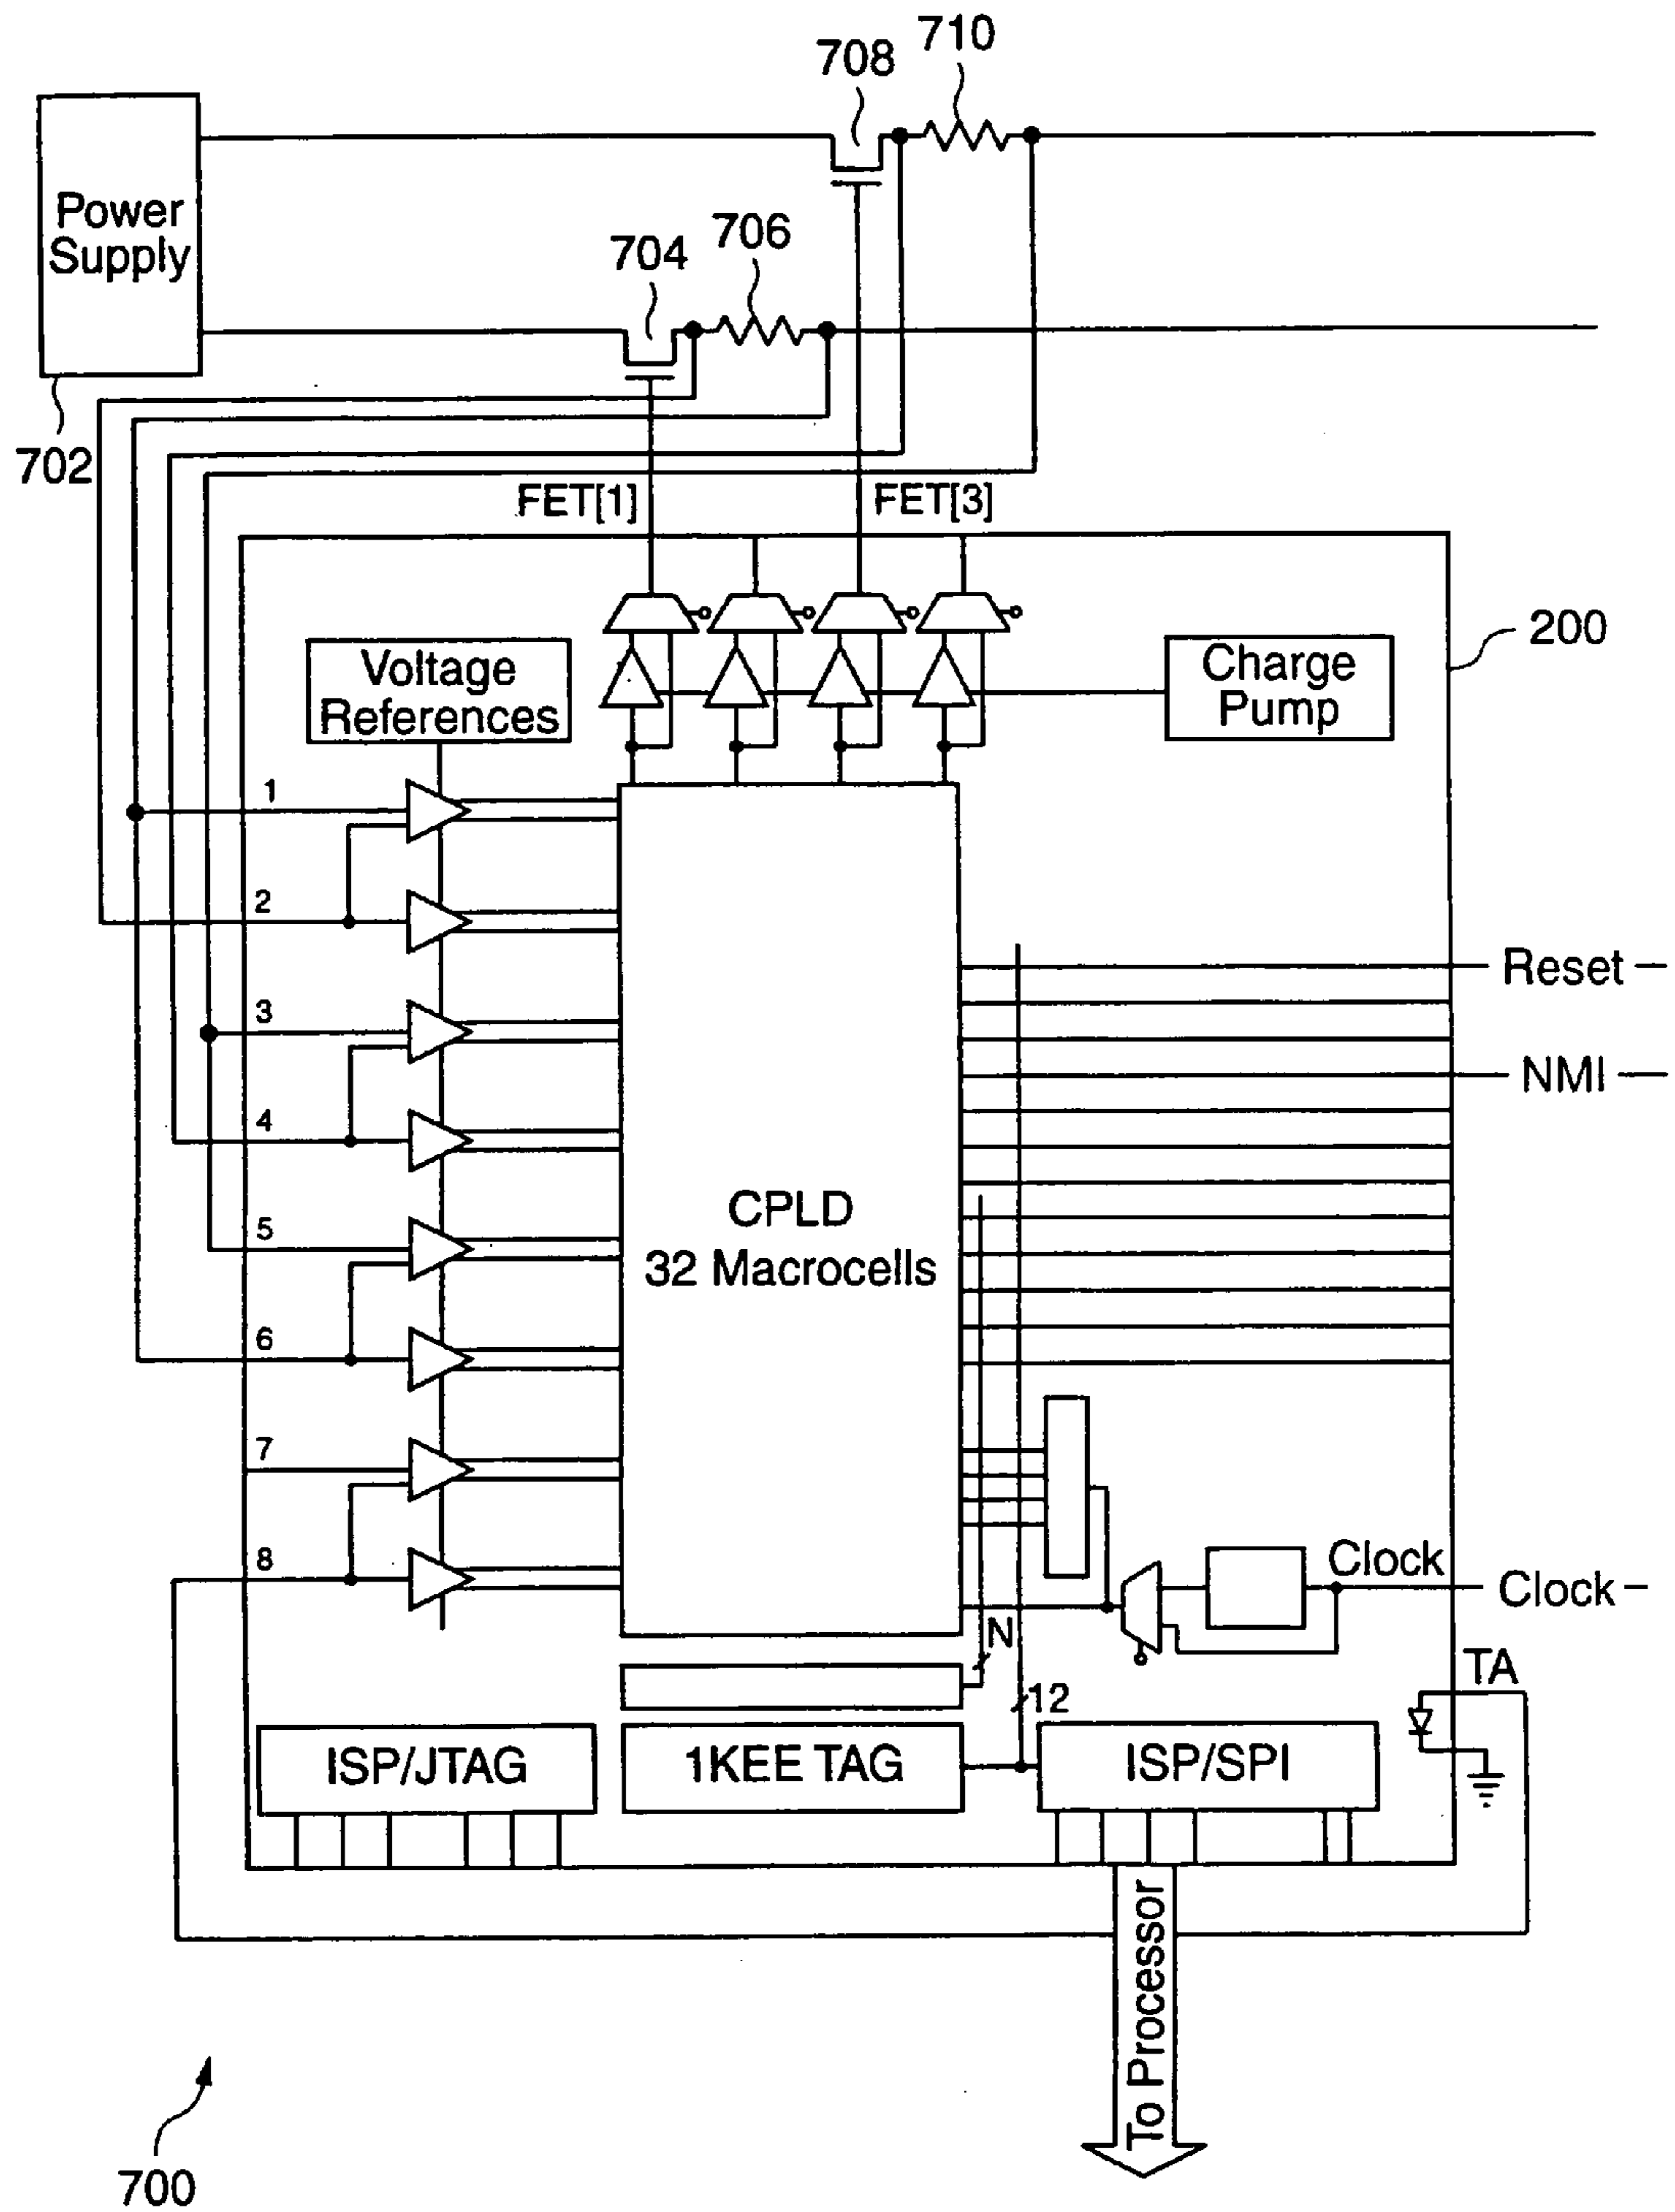 710
708
Power
Supply
706
704
702
FET[1]
FET[3]
200
Voltage
References
Charge
Pump
1
2
Reset
3
NMI
4
CPLD
32 Macrocells
5
6
7
8
Clock
Clock
N
TA
12
ISP/JTAG
1KEE TAG
ISP/SPI
To Processor
700